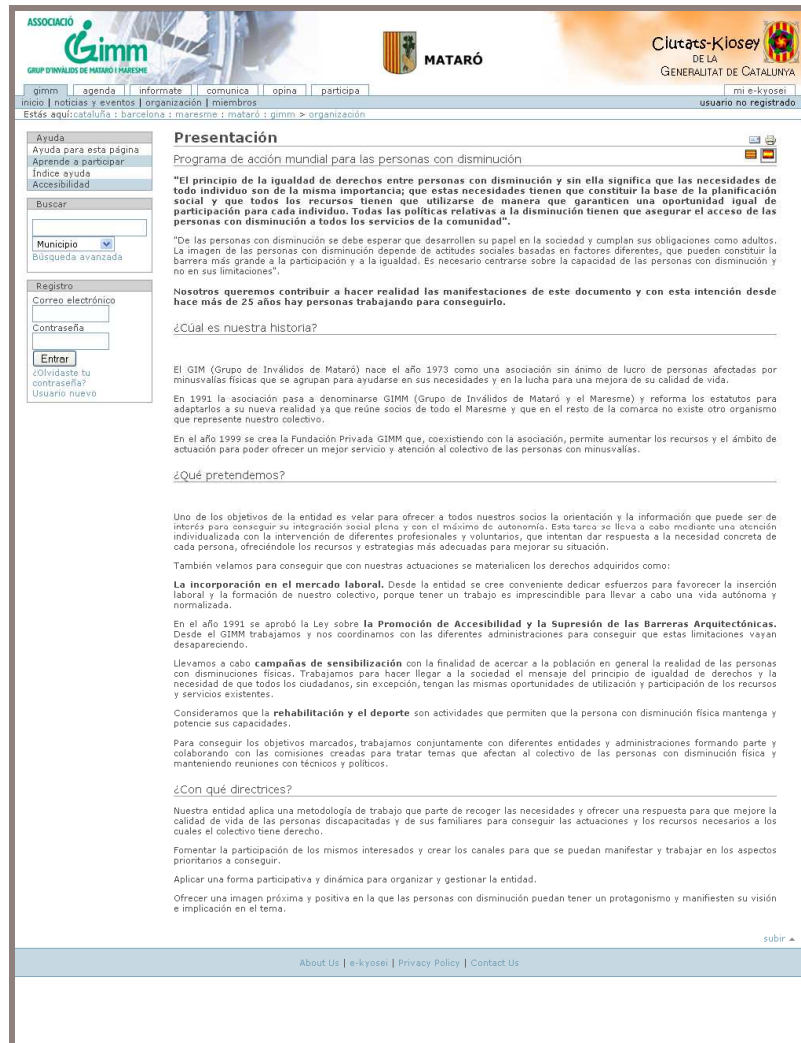 ASSOCIACIÓ
Gimm
GRUP D'INVÀLIDS DE MATARÓ I MARESME
MATARÓ
Ciutats-Kiosey
DE LA
GENERALITAT DE CATALUNYA
gimm agenda informate comunica opina participa mi e-kyosei
inicio | noticias y eventos | organización | miembros usuario no registrado
Estás aquí:cataluña : barcelona : maresme : mataró : gimm > organización
Ayuda
Ayuda para esta página
Aprende a participar
Índice ayuda
Accesibilidad
Buscar
Municipio
Búsqueda avanzada
Registro
Correo electrónico
Contraseña
Entrar
¿Olvidaste tu
contraseña?
Usuario nuevo
Presentación
Programa de acción mundial para las personas con disminución
"El principio de la igualdad de derechos entre personas con disminución y sin ella significa que las necesidades de
todo individuo son de la misma importancia; que estas necesidades tienen que constituir la base de la planificación
social y que todos los recursos tienen que utilizarse de manera que garanticen una oportunidad igual de
participación para cada individuo. Todas las políticas relativas a la disminución tienen que asegurar el acceso de las
personas con disminución a todos los servicios de la comunidad".
"De las personas con disminución se debe esperar que desarrollen su papel en la sociedad y cumplan sus obligaciones como adultos.
La imagen de las personas con disminución depende de actitudes sociales basadas en factores diferentes, que pueden constituir la
barrera más grande a la participación y a la igualdad. Es necesario centrarse sobre la capacidad de las personas con disminución y
no en sus limitaciones".
Nosotros queremos contribuir a hacer realidad las manifestaciones de este documento y con esta intención desde
hace más de 25 años hay personas trabajando para conseguirlo.
¿Cúal es nuestra historia?
El GIM (Grupo de Inválidos de Mataró) nace el año 1973 como una asociación sin ánimo de lucro de personas afectadas por
minusvalías físicas que se agrupan para ayudarse en sus necesidades y en la lucha para una mejora de su calidad de vida.
En 1991 la asociación pasa a denominarse GIMM (Grupo de Inválidos de Mataró y el Maresme) y reforma los estatutos para
adaptarlos a su nueva realidad ya que reúne socios de todo el Maresme y que en el resto de la comarca no existe otro organismo
que represente nuestro colectivo.
En el año 1999 se crea la Fundación Privada GIMM que, coexistiendo con la asociación, permite aumentar los recursos y el ámbito de
actuación para poder ofrecer un mejor servicio y atención al colectivo de las personas con minusvalías.
¿Qué pretendemos?
Uno de los objetivos de la entidad es velar para ofrecer a todos nuestros socios la orientación y la información que puede ser de
interés para conseguir su integración social plena y con el máximo de autonomía. Esta tarea se lleva a cabo mediante una atención
individualizada con la intervención de diferentes profesionales y voluntarios, que intentan dar respuesta a la necesidad concreta de
cada persona, ofreciéndole los recursos y estrategias más adecuadas para mejorar su situación.
También velamos para conseguir que con nuestras actuaciones se materialicen los derechos adquiridos como:
La incorporación en el mercado laboral. Desde la entidad se cree conveniente dedicar esfuerzos para favorecer la inserción
laboral y la formación de nuestro colectivo, porque tener un trabajo es imprescindible para llevar a cabo una vida autónoma y
normalizada.
En el año 1991 se aprobó la Ley sobre la Promoción de Accesibilidad y la Supresión de las Barreras Arquitectónicas.
Desde el GIMM trabajamos y nos coordinamos con las diferentes administraciones para conseguir que estas limitaciones vayan
desapareciendo.
Llevamos a cabo campañas de sensibilización con la finalidad de acercar a la población en general la realidad de las personas
con disminuciones físicas. Trabajamos para hacer llegar a la sociedad el mensaje del principio de igualdad de derechos y la
necesidad de que todos los ciudadanos, sin excepción, tengan las mismas oportunidades de utilización y participación de los recursos
y servicios existentes.
Consideramos que la rehabilitación y el deporte son actividades que permiten que la persona con disminución física mantenga y
potencie sus capacidades.
Para conseguir los objetivos marcados, trabajamos conjuntamente con diferentes entidades y administraciones formando parte y
colaborando con las comisiones creadas para tratar temas que afectan al colectivo de las personas con disminución física y
manteniendo reuniones con técnicos y políticos.
¿Con qué directrices?
Nuestra entidad aplica una metodología de trabajo que parte de recoger las necesidades y ofrecer una respuesta para que mejore la
calidad de vida de las personas discapacitadas y de sus familiares para conseguir las actuaciones y los recursos necesarios a los
cuales el colectivo tiene derecho.
Fomentar la participación de los mismos interesados y crear los canales para que se puedan manifestar y trabajar en los aspectos
prioritarios a conseguir.
Aplicar una forma participativa y dinámica para organizar y gestionar la entidad.
Ofrecer una imagen próxima y positiva en la que las personas con disminución puedan tener un protagonismo y manifiesten su visión
e implicación en el tema.
subir
About Us | e-kyosei | Privacy Policy | Contact Us